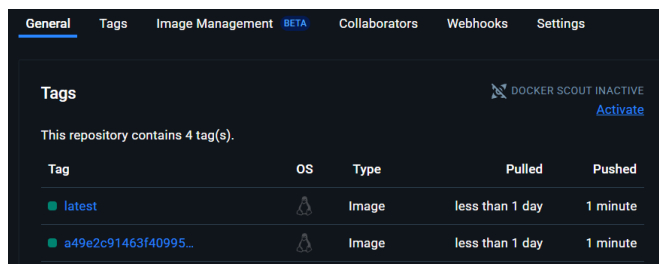 General Tags Image Management BETA Collaborators Webhooks Settings
Tags
DOCKER SCOUT INACTIVE
Activate
This repository contains 4 tag(s).
Tag OS Type Pulled Pushed
latest Image less than 1 day 1 minute
a49e2c91463f40995... Image less than 1 day 1 minute